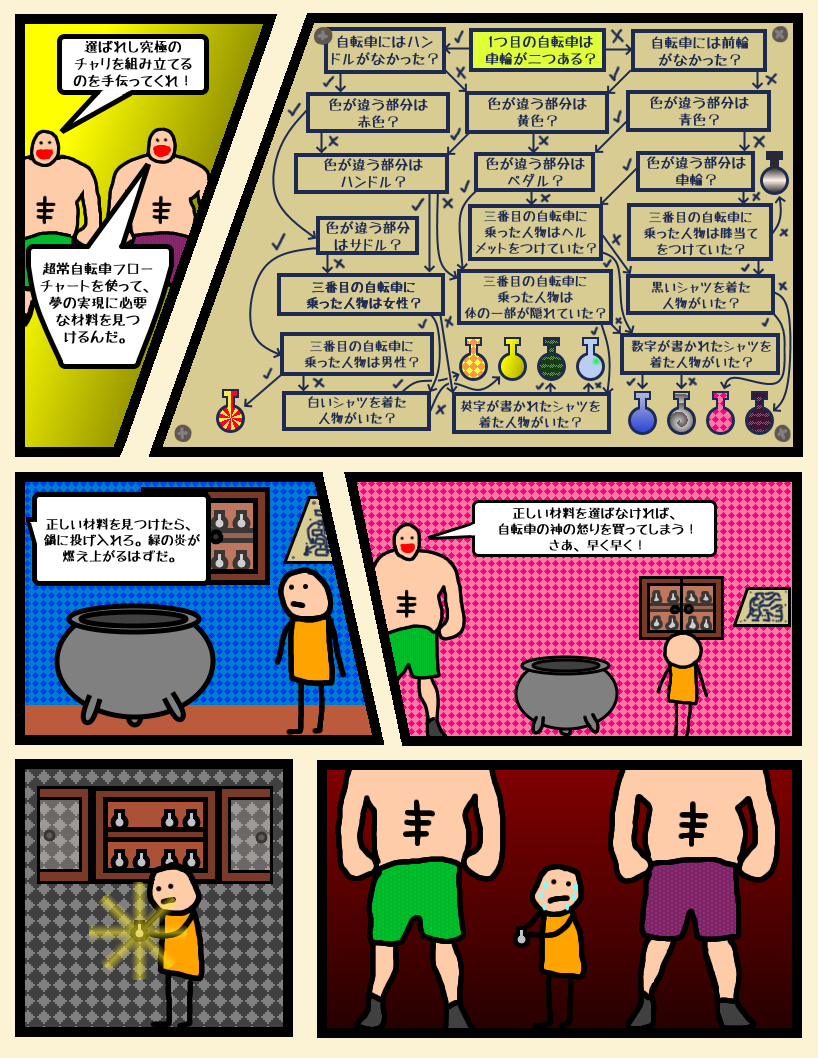 選ばれし究極の
チャリを組み立てる
のを手伝ってくれ！
超常自転車フロー
チャートを使って、
夢の実現に必要
な材料を見つ
けるんだ。
1つ目の自転車は
車輪が二つある？
自転車にはハン
ドルがなかった？
自転車には前輪
がなかった？
色が違う部分は
赤色？
色が違う部分は
黄色？
色が違う部分は
青色？
色が違う部分は
ハンドル？
色が違う部分は
ペダル？
色が違う部分は
車輪？
色が違う部分
はサドル？
三番目の自転車に
乗った人物はヘル
メットをつけていた？
三番目の自転車に
乗った人物は膝当て
をつけていた？
三番目の自転車に
乗った人物は女性？
三番目の自転車に
乗った人物は
体の一部が隠れていた？
黒いシャツを着た
人物がいた？
三番目の自転車に
乗った人物は男性？
数字が書かれたシャツを
着た人物がいた？
白いシャツを着た
人物がいた？
英字が書かれたシャツを
着た人物がいた？
正しい材料を見つけたら、
鍋に投げ入れろ。緑の炎が
燃え上がるはずだ。
正しい材料を選ばなければ、
自転車の神の怒りを買ってしまう！
さあ、早く早く！